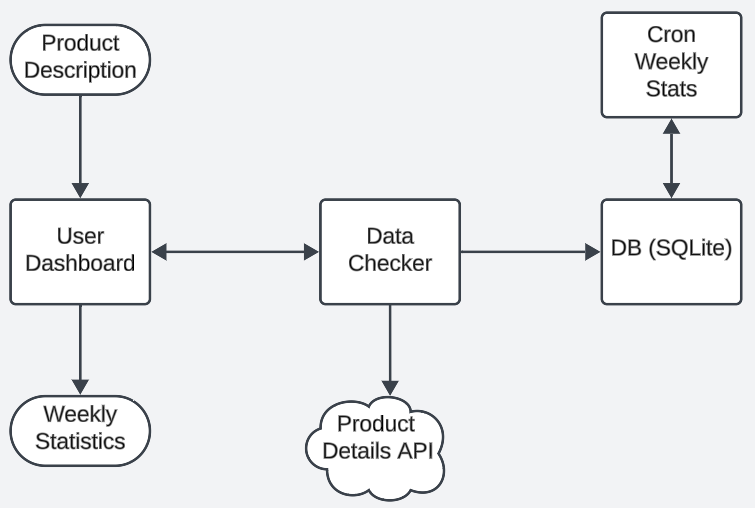 Product
Description
Cron
Weekly
Stats
User
Dashboard
Data
Checker
DB (SQLite)
Weekly
Statistics
Product
Details API